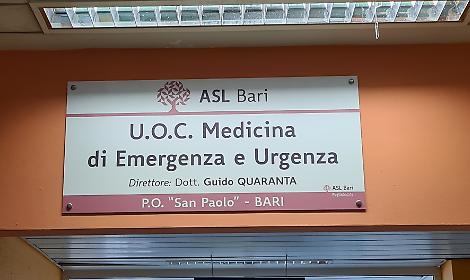 ASL Bari
U.O.C. Medicina
di Emergenza e Urgenza
Direttore: Dott. Guido QUARANTA
ASL Bari
P.O. "San Paolo" - BARI